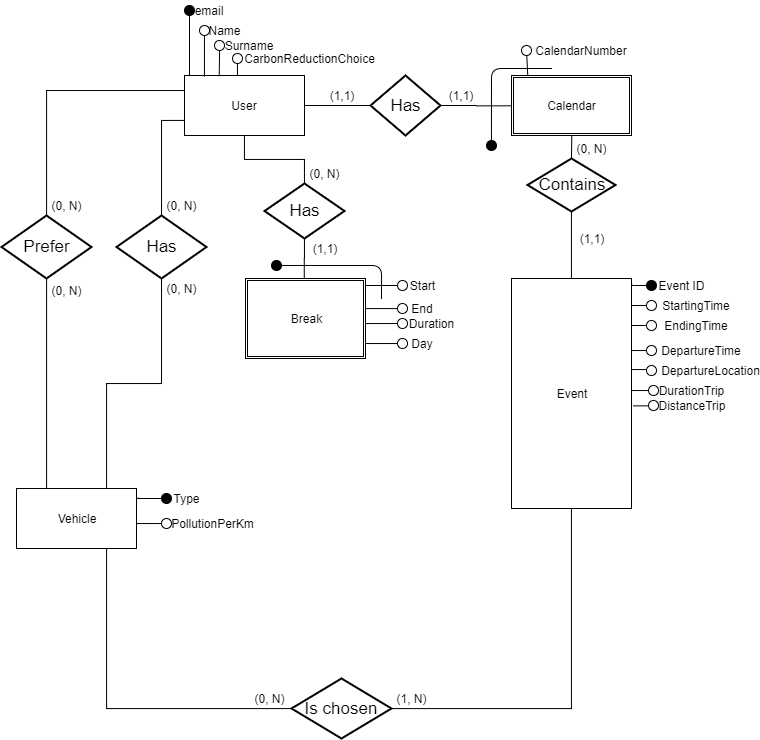 email
Name
Surname
CarbonReductionChoice
CalendarNumber
User
(1,1)
Has
(1,1)
Calendar
(0, N)
Contains
(1,1)
(0, N)
Prefer
(0, N)
(0, N)
Has
(0, N)
(0, N)
Has
(1,1)
Break
Start
End
Duration
Day
Event
Event ID
StartingTime
EndingTime
DepartureTime
DepartureLocation
DurationTrip
DistanceTrip
Vehicle
Type
PollutionPerKm
(0, N)
Is chosen
(1, N)